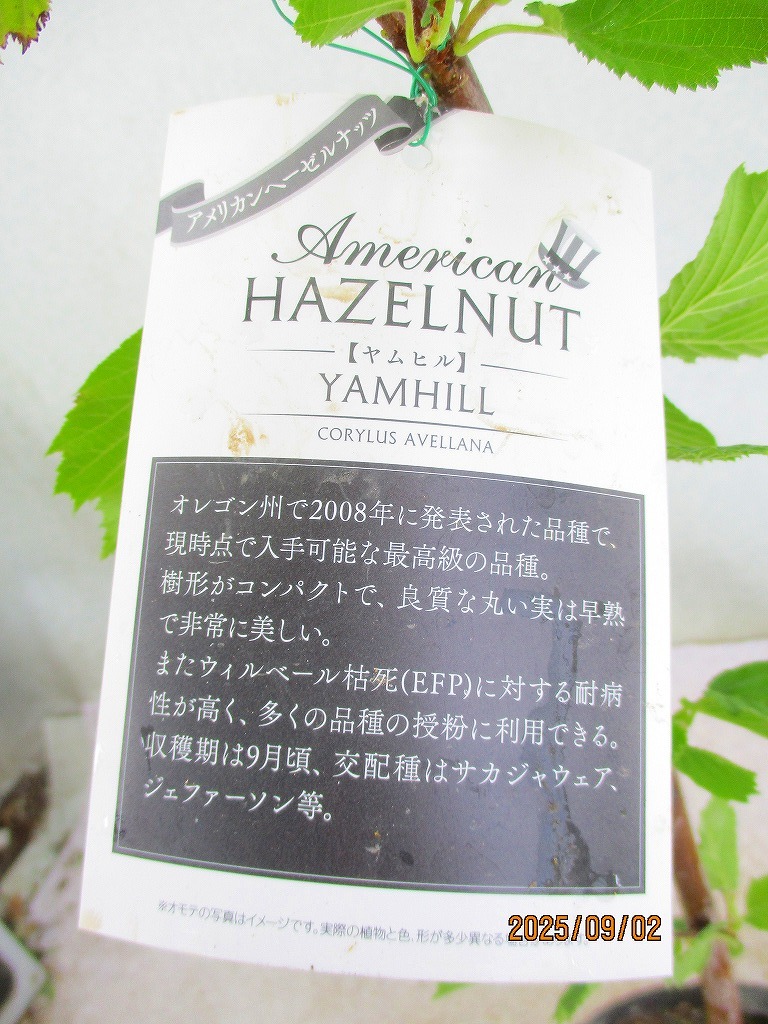 アメリカンヘーゼルナッツ
American
HAZELNUT
【ヤムヒル】
YAMHILL
CORYLUS AVELLANA
オレゴン州で2008年に発表された品種で、
現時点で入手可能な最高級の品種。
樹形がコンパクトで、良質な丸い実は早熟
で非常に美しい。
またウィルベール枯死(EFP)に対する耐病
性が高く、多くの品種の授粉に利用できる。
収穫期は9月頃、交配種はサカジャウェア、
ジェファーソン等。
※オモテの写真はイメージです。実際の植物と色、形が多少異なる
2025/09/02